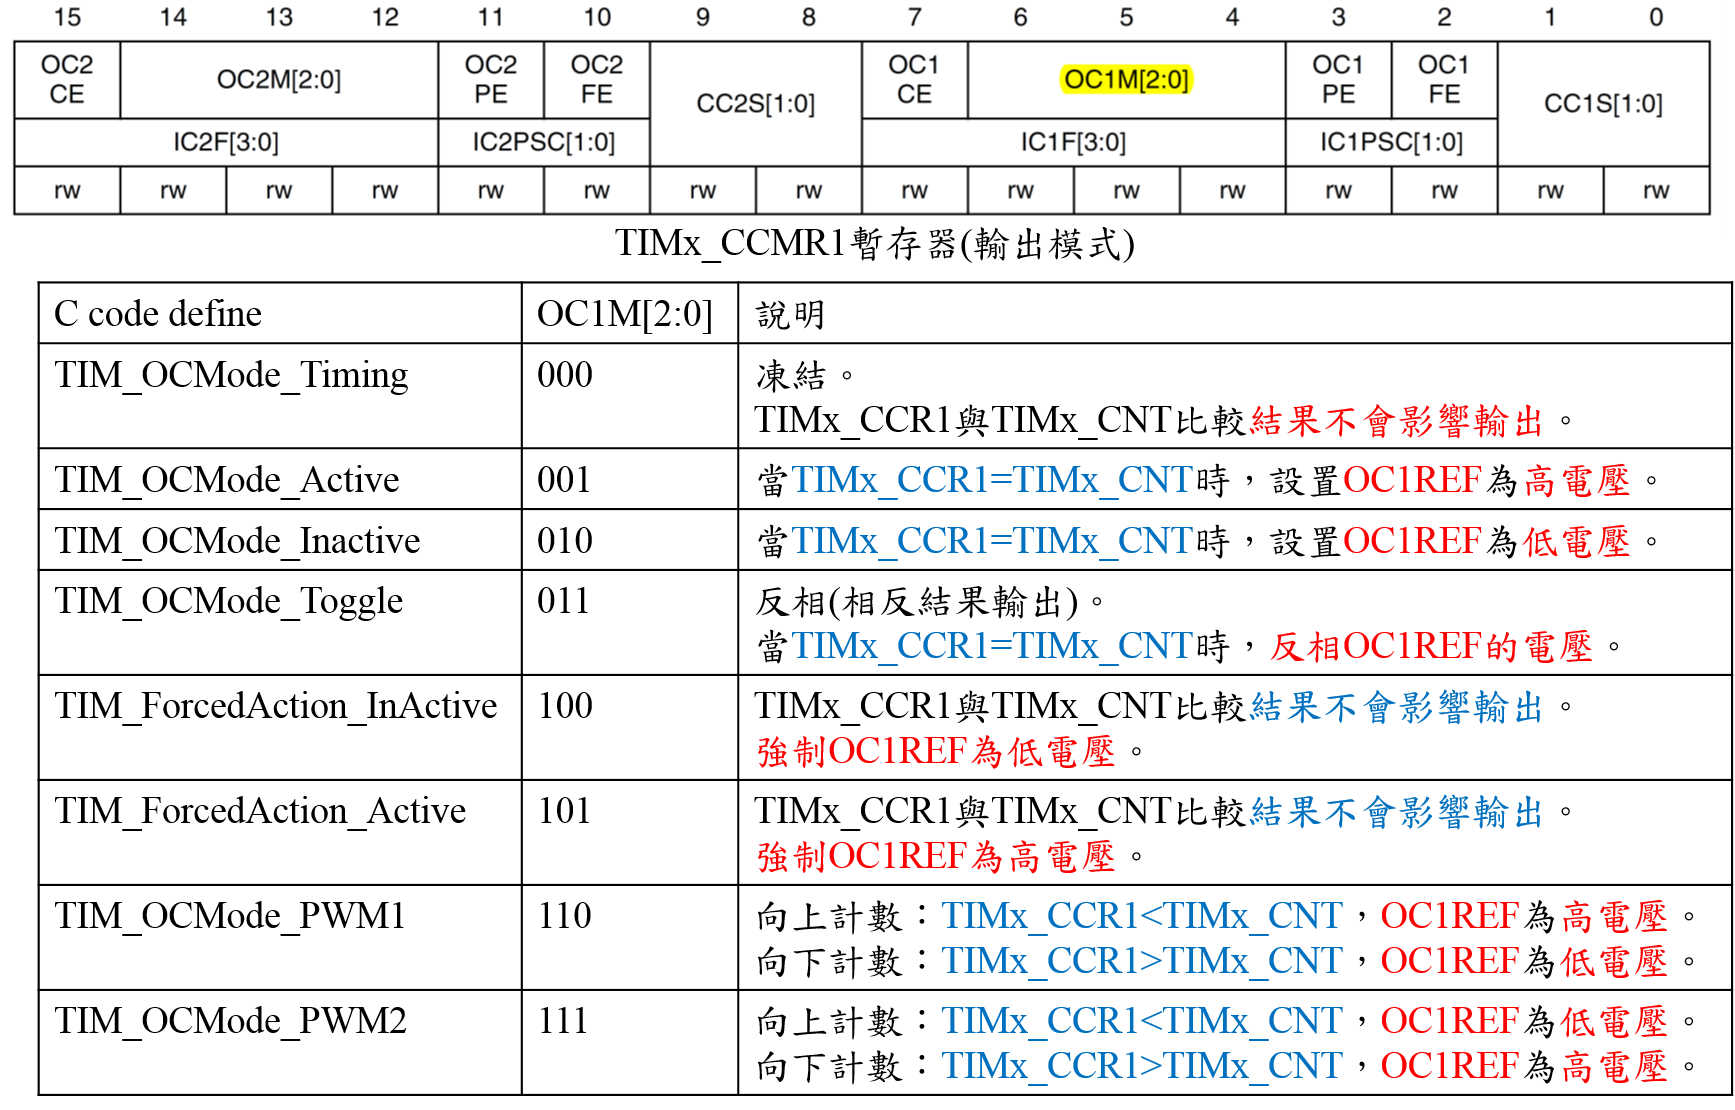 15 14 13 12 11 10 9 8 7 6 5 4 3 2 1 0
OC2 CE OC2M[2:0] OC2 PE OC2 FE CC2S[1:0] OC1 CE OC1M[2:0] OC1 PE OC1 FE CC1S[1:0]
IC2F[3:0] IC2PSC[1:0] IC1F[3:0] IC1PSC[1:0]
rw rw rw rw rw rw rw rw rw rw rw rw rw rw rw rw
TIMx_CCMR1暫存器(輸出模式)
C code define OC1M[2:0] 說明
TIM_OCMode_Timing 000 凍結。
TIMx_CCR1與TIMx_CNT比較結果不會影響輸出。
TIM_OCMode_Active 001 當TIMx_CCR1=TIMx_CNT時，設置OC1REF為高電壓。
TIM_OCMode_Inactive 010 當TIMx_CCR1=TIMx_CNT時，設置OC1REF為低電壓。
TIM_OCMode_Toggle 011 反相(相反結果輸出)。
當TIMx_CCR1=TIMx_CNT時，反相OC1REF的電壓。
TIM_ForcedAction_InActive 100 TIMx_CCR1與TIMx_CNT比較結果不會影響輸出。
強制OC1REF為低電壓。
TIM_ForcedAction_Active 101 TIMx_CCR1與TIMx_CNT比較結果不會影響輸出。
強制OC1REF為高電壓。
TIM_OCMode_PWM1 110 向上計數：TIMx_CCR1<TIMx_CNT，OC1REF為高電壓。
向下計數：TIMx_CCR1>TIMx_CNT，OC1REF為低電壓。
TIM_OCMode_PWM2 111 向上計數：TIMx_CCR1<TIMx_CNT，OC1REF為低電壓。
向下計數：TIMx_CCR1>TIMx_CNT，OC1REF為高電壓。